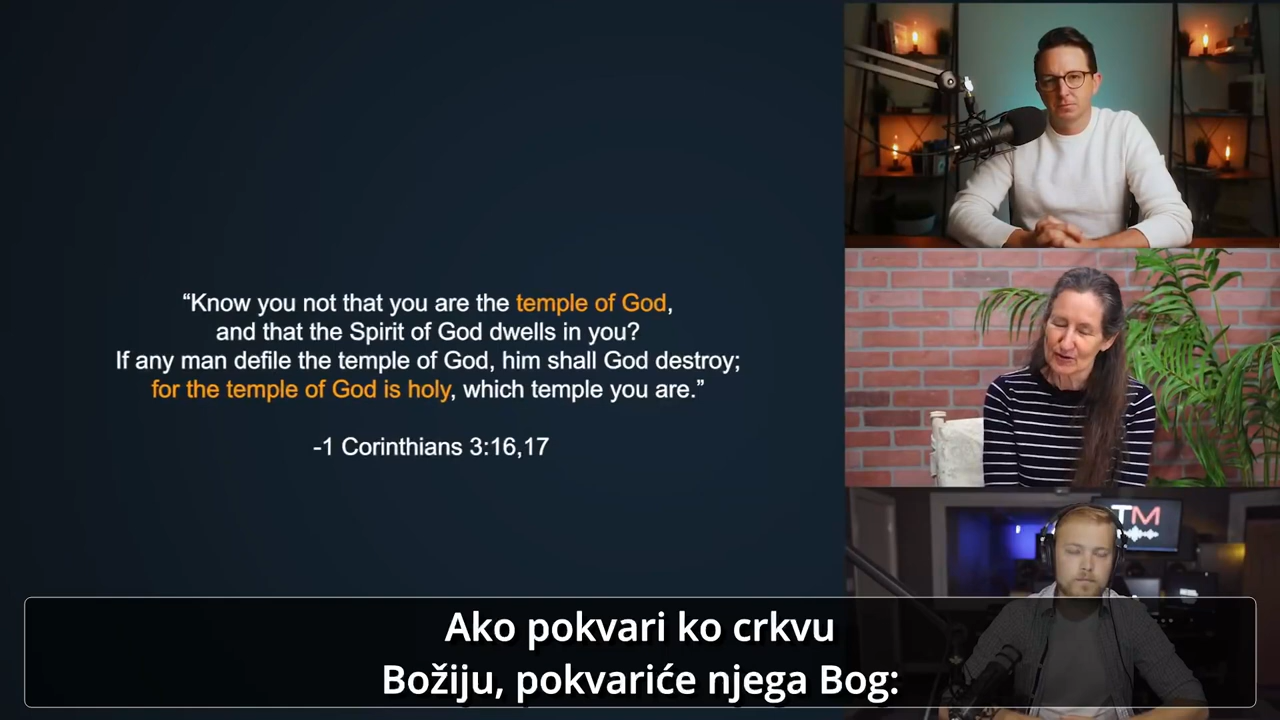 “Know you not that you are the temple of God,
and that the Spirit of God dwells in you?
If any man defile the temple of God, him shall God destroy;
for the temple of God is holy, which temple you are.”
-1 Corinthians 3:16,17
TM
Ako pokvari ko crkvu
Božiju, pokvariće njega Bog: